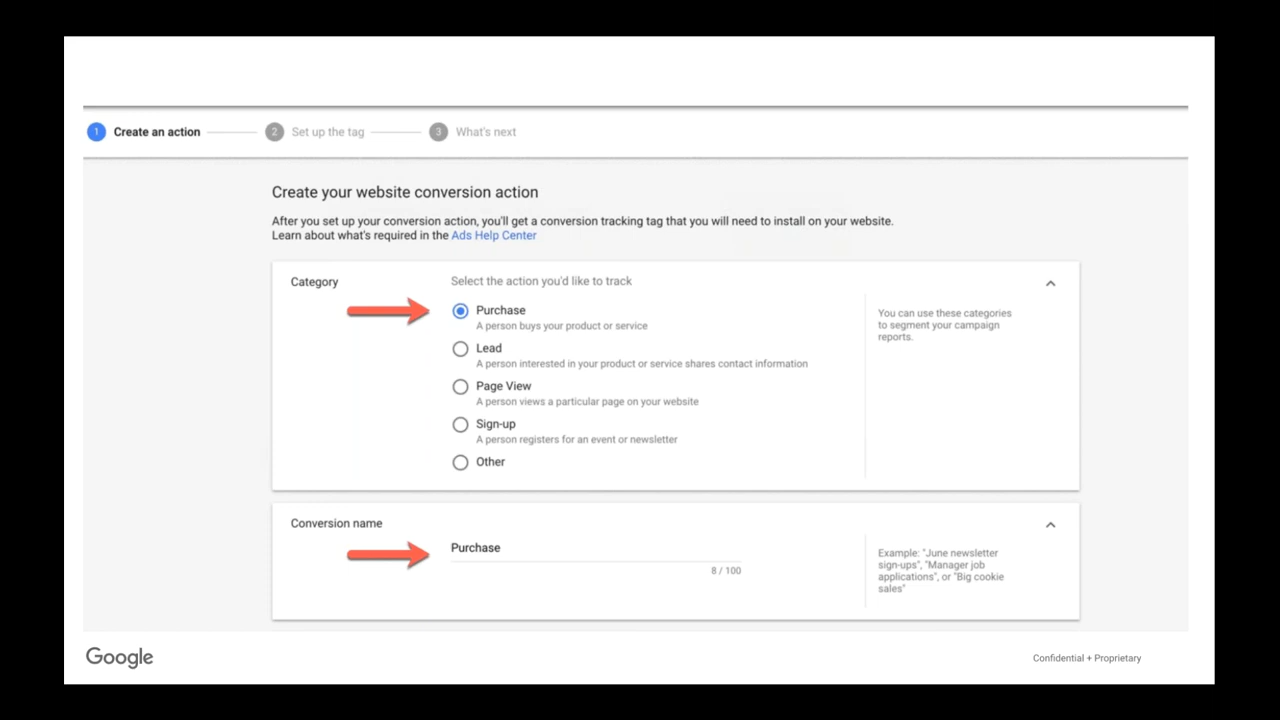 1 Create an action 2 Set up the tag 3 What's next
Create your website conversion action
After you set up your conversion action, you'll get a conversion tracking tag that you will need to install on your website.
Learn about what's required in the Ads Help Center
Category
Select the action you'd like to track
Purchase
A person buys your product or service
Lead
A person interested in your product or service shares contact information
Page View
A person views a particular page on your website
Sign-up
A person registers for an event or newsletter
Other
You can use these categories
to segment your campaign
reports.
Conversion name
Purchase
8 / 100
Example: "June newsletter
sign-ups", "Manager job
applications", or "Big cookie
sales"
Google
Confidential + Proprietary